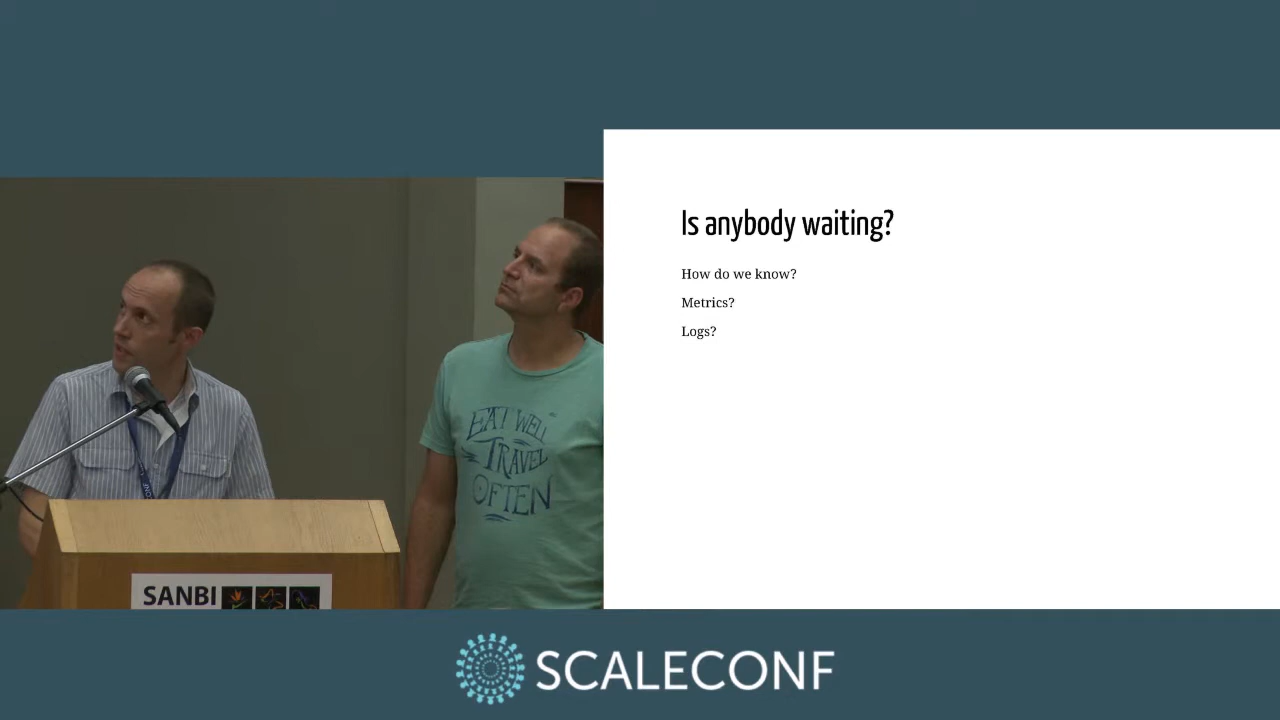 Is anybody waiting?
How do we know?
Metrics?
Logs?
EAT WELL
TRAVEL
OFTEN
SANBI
SCALECONF